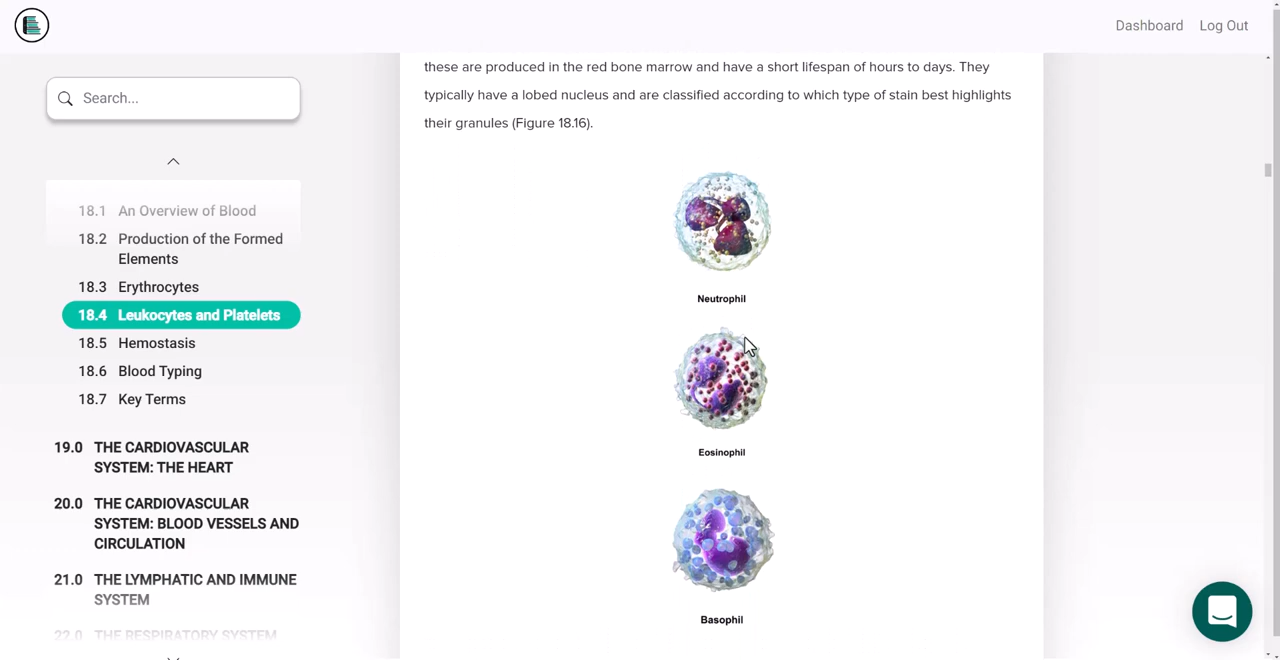 Dashboard Log Out
Search...
18.1 An Overview of Blood
18.2 Production of the Formed
Elements
18.3 Erythrocytes
18.4 Leukocytes and Platelets
18.5 Hemostasis
18.6 Blood Typing
18.7 Key Terms
19.0 THE CARDIOVASCULAR
SYSTEM: THE HEART
20.0 THE CARDIOVASCULAR
SYSTEM: BLOOD VESSELS AND
CIRCULATION
21.0 THE LYMPHATIC AND IMMUNE
SYSTEM
22.0 THE RESPIRATORY SYSTEM
these are produced in the red bone marrow and have a short lifespan of hours to days. They
typically have a lobed nucleus and are classified according to which type of stain best highlights
their granules (Figure 18.16).
Neutrophil
Eosinophil
Basophil